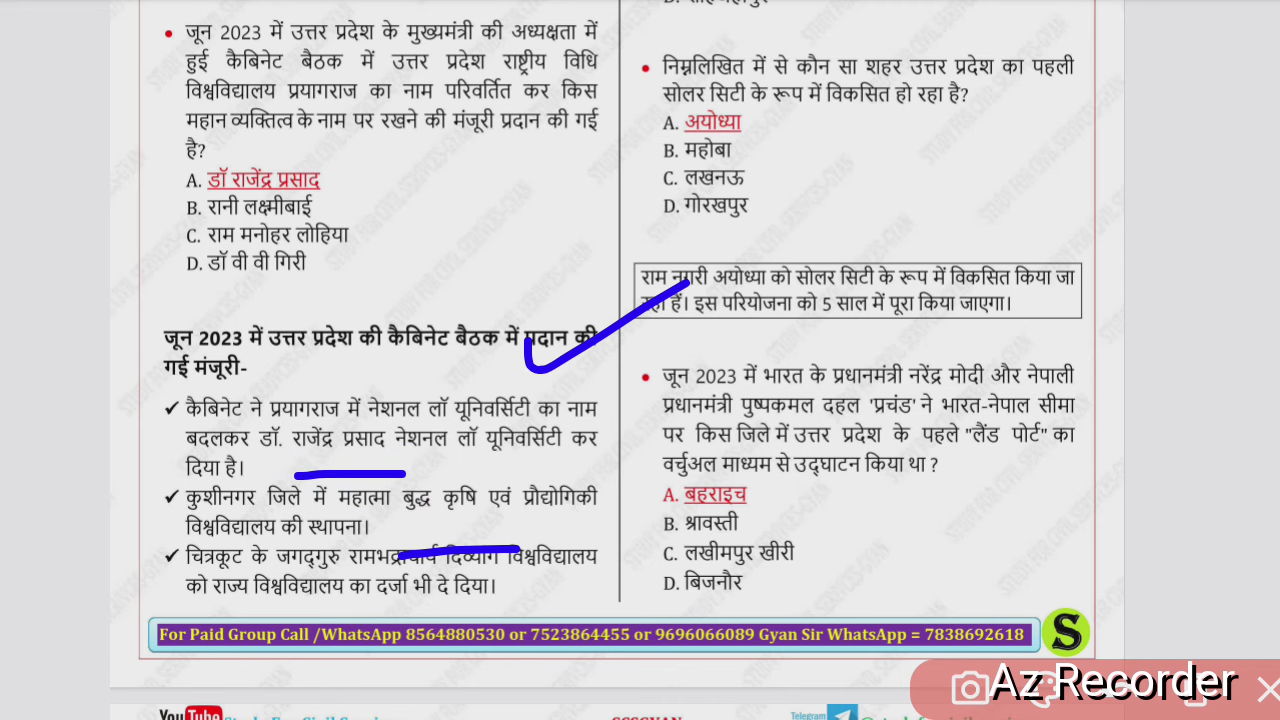 जून 2023 में उत्तर प्रदेश के मुख्यमंत्री की अध्यक्षता में
हुई कैबिनेट बैठक में उत्तर प्रदेश राष्ट्रीय विधि
विश्वविद्यालय प्रयागराज का नाम परिवर्तित कर किस
महान व्यक्तित्व के नाम पर रखने की मंजूरी प्रदान की गई
है?
A. डॉ राजेंद्र प्रसाद
B. रानी लक्ष्मीबाई
C. राम मनोहर लोहिया
D. डॉ वी वी गिरी
जून 2023 में उत्तर प्रदेश की कैबिनेट बैठक में प्रदान की
गई मंजूरी-
✓ कैबिनेट ने प्रयागराज में नेशनल लॉ यूनिवर्सिटी का नाम
बदलकर डॉ. राजेंद्र प्रसाद नेशनल लॉ यूनिवर्सिटी कर
दिया है।
✓ कुशीनगर जिले में महात्मा बुद्ध कृषि एवं प्रौद्योगिकी
विश्वविद्यालय की स्थापना।
✓ चित्रकूट के जगद्गुरु रामभद्राचार्य दिव्यांग विश्वविद्यालय
को राज्य विश्वविद्यालय का दर्जा भी दे दिया।
निम्नलिखित में से कौन सा शहर उत्तर प्रदेश का पहली
सोलर सिटी के रूप में विकसित हो रहा है?
A. अयोध्या
B. महोबा
C. लखनऊ
D. गोरखपुर
राम नगरी अयोध्या को सोलर सिटी के रूप में विकसित किया जा
रहा हैं। इस परियोजना को 5 साल में पूरा किया जाएगा।
जून 2023 में भारत के प्रधानमंत्री नरेंद्र मोदी और नेपाली
प्रधानमंत्री पुष्पकमल दहल 'प्रचंड' ने भारत-नेपाल सीमा
पर किस जिले में उत्तर प्रदेश के पहले "लैंड पोर्ट" का
वर्चुअल माध्यम से उद्घाटन किया था ?
A. बहराइच
B. श्रावस्ती
C. लखीमपुर खीरी
D. बिजनौर
For Paid Group Call /WhatsApp 8564880530 or 7523864455 or 9696066089 Gyan Sir WhatsApp = 7838692618
S
Az Recorder
YouTube
Telegram